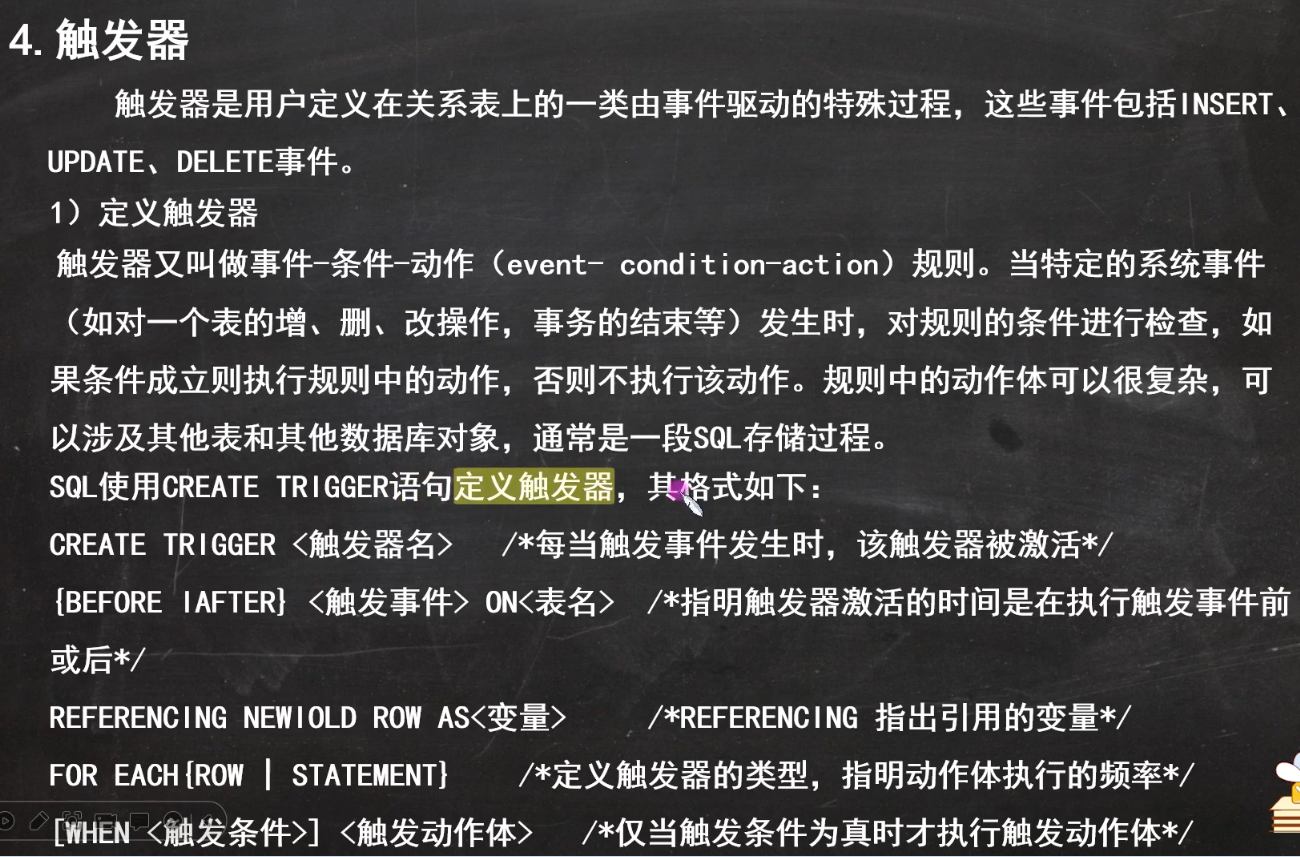 4. 触发器
触发器是用户定义在关系表上的一类由事件驱动的特殊过程，这些事件包括INSERT、
UPDATE、DELETE事件。
1）定义触发器
触发器又叫做事件-条件-动作（event- condition-action）规则。当特定的系统事件
（如对一个表的增、删、改操作，事务的结束等）发生时，对规则的条件进行检查，如
果条件成立则执行规则中的动作，否则不执行该动作。规则中的动作体可以很复杂，可
以涉及其他表和其他数据库对象，通常是一段SQL存储过程。
SQL使用CREATE TRIGGER语句定义触发器，其格式如下：
CREATE TRIGGER <触发器名> /*每当触发事件发生时，该触发器被激活*/
{BEFORE IAFTER} <触发事件> ON<表名> /*指明触发器激活的时间是在执行触发事件前
或后*/
REFERENCING NEWIOLD ROW AS<变量> /*REFERENCING 指出引用的变量*/
FOR EACH{ROW | STATEMENT} /*定义触发器的类型，指明动作体执行的频率*/
[WHEN <触发条件>] <触发动作体> /*仅当触发条件为真时才执行触发动作体*/